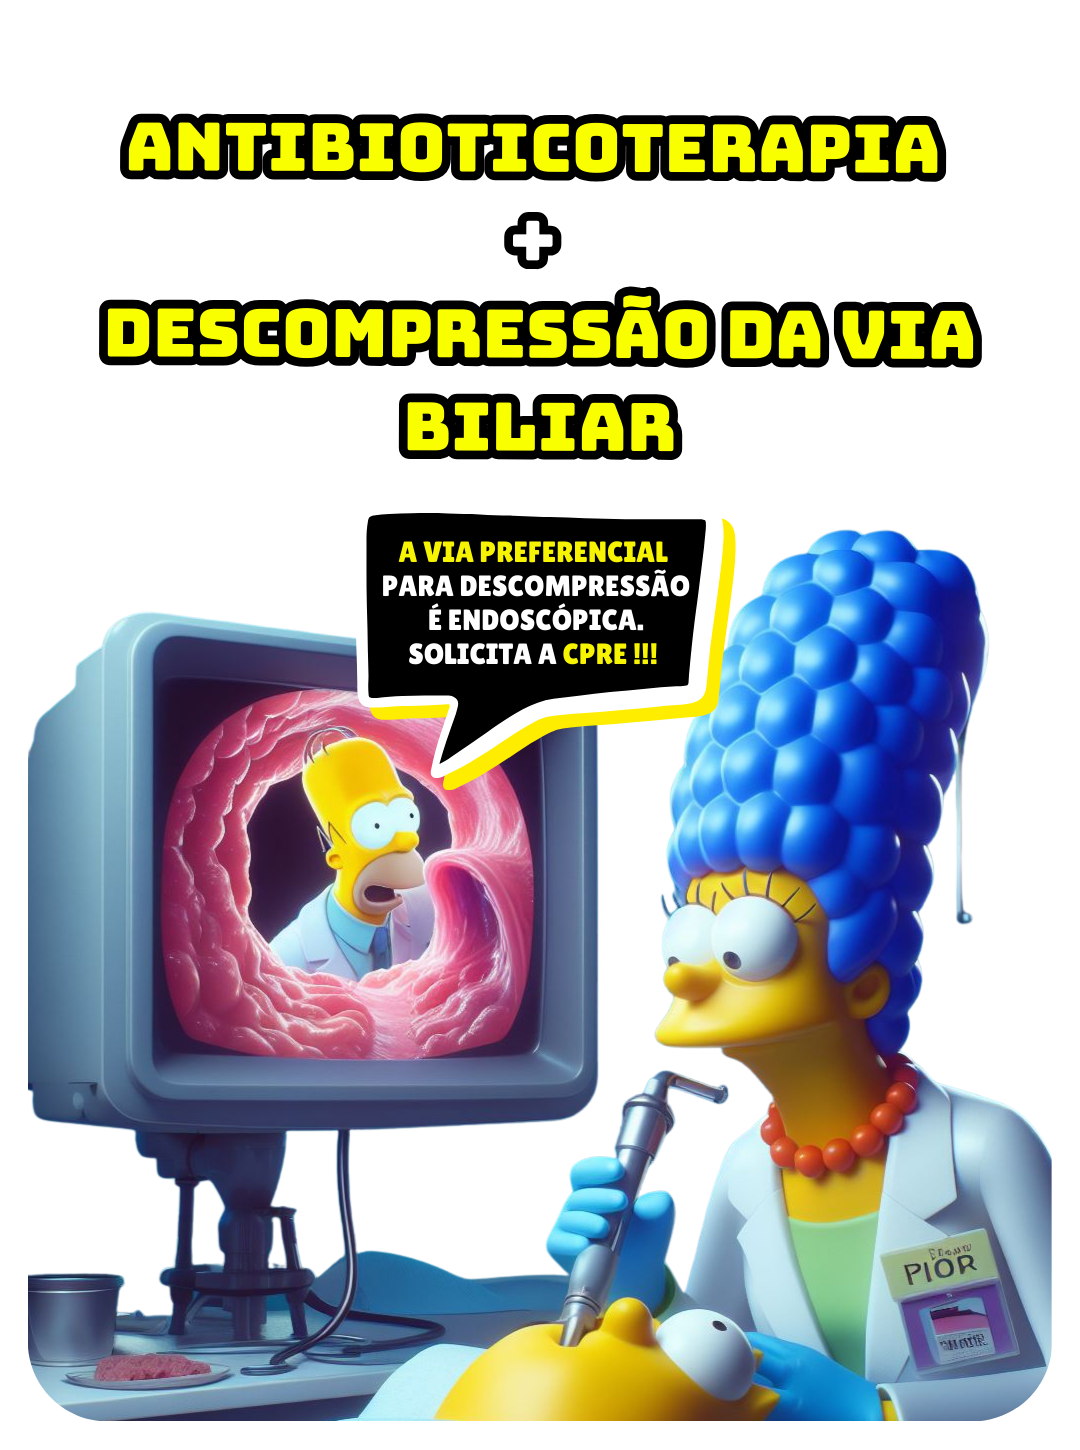 ANTIBIOTICOTERAPIA
+
DESCOMPRESSÃO DA VIA
BILIAR
A VIA PREFERENCIAL
PARA DESCOMPRESSÃO
É ENDOSCÓPICA.
SOLICITA A CPRE !!!
PIOR